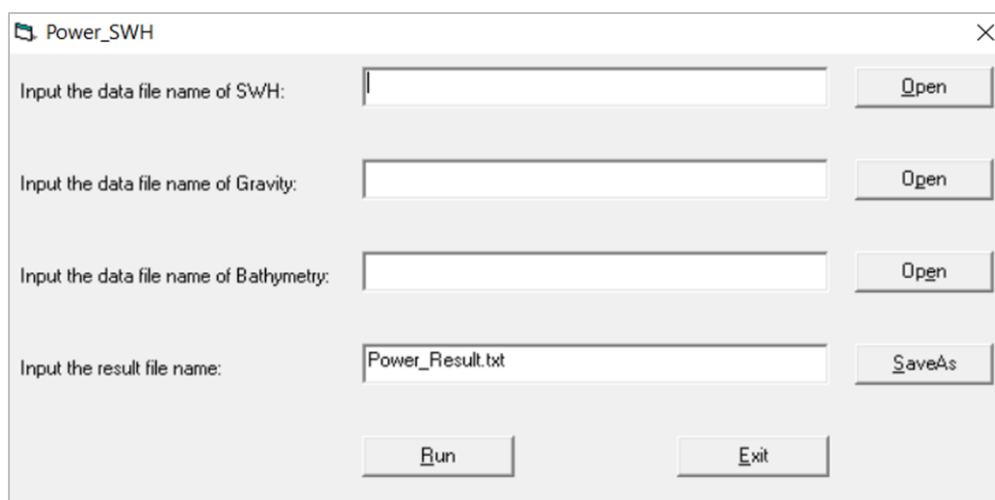 Power_SWH
Input the data file name of SWH: Open
Input the data file name of Gravity: Open
Input the data file name of Bathymetry: Open
Input the result file name: Power_Result.txt SaveAs
Run Exit